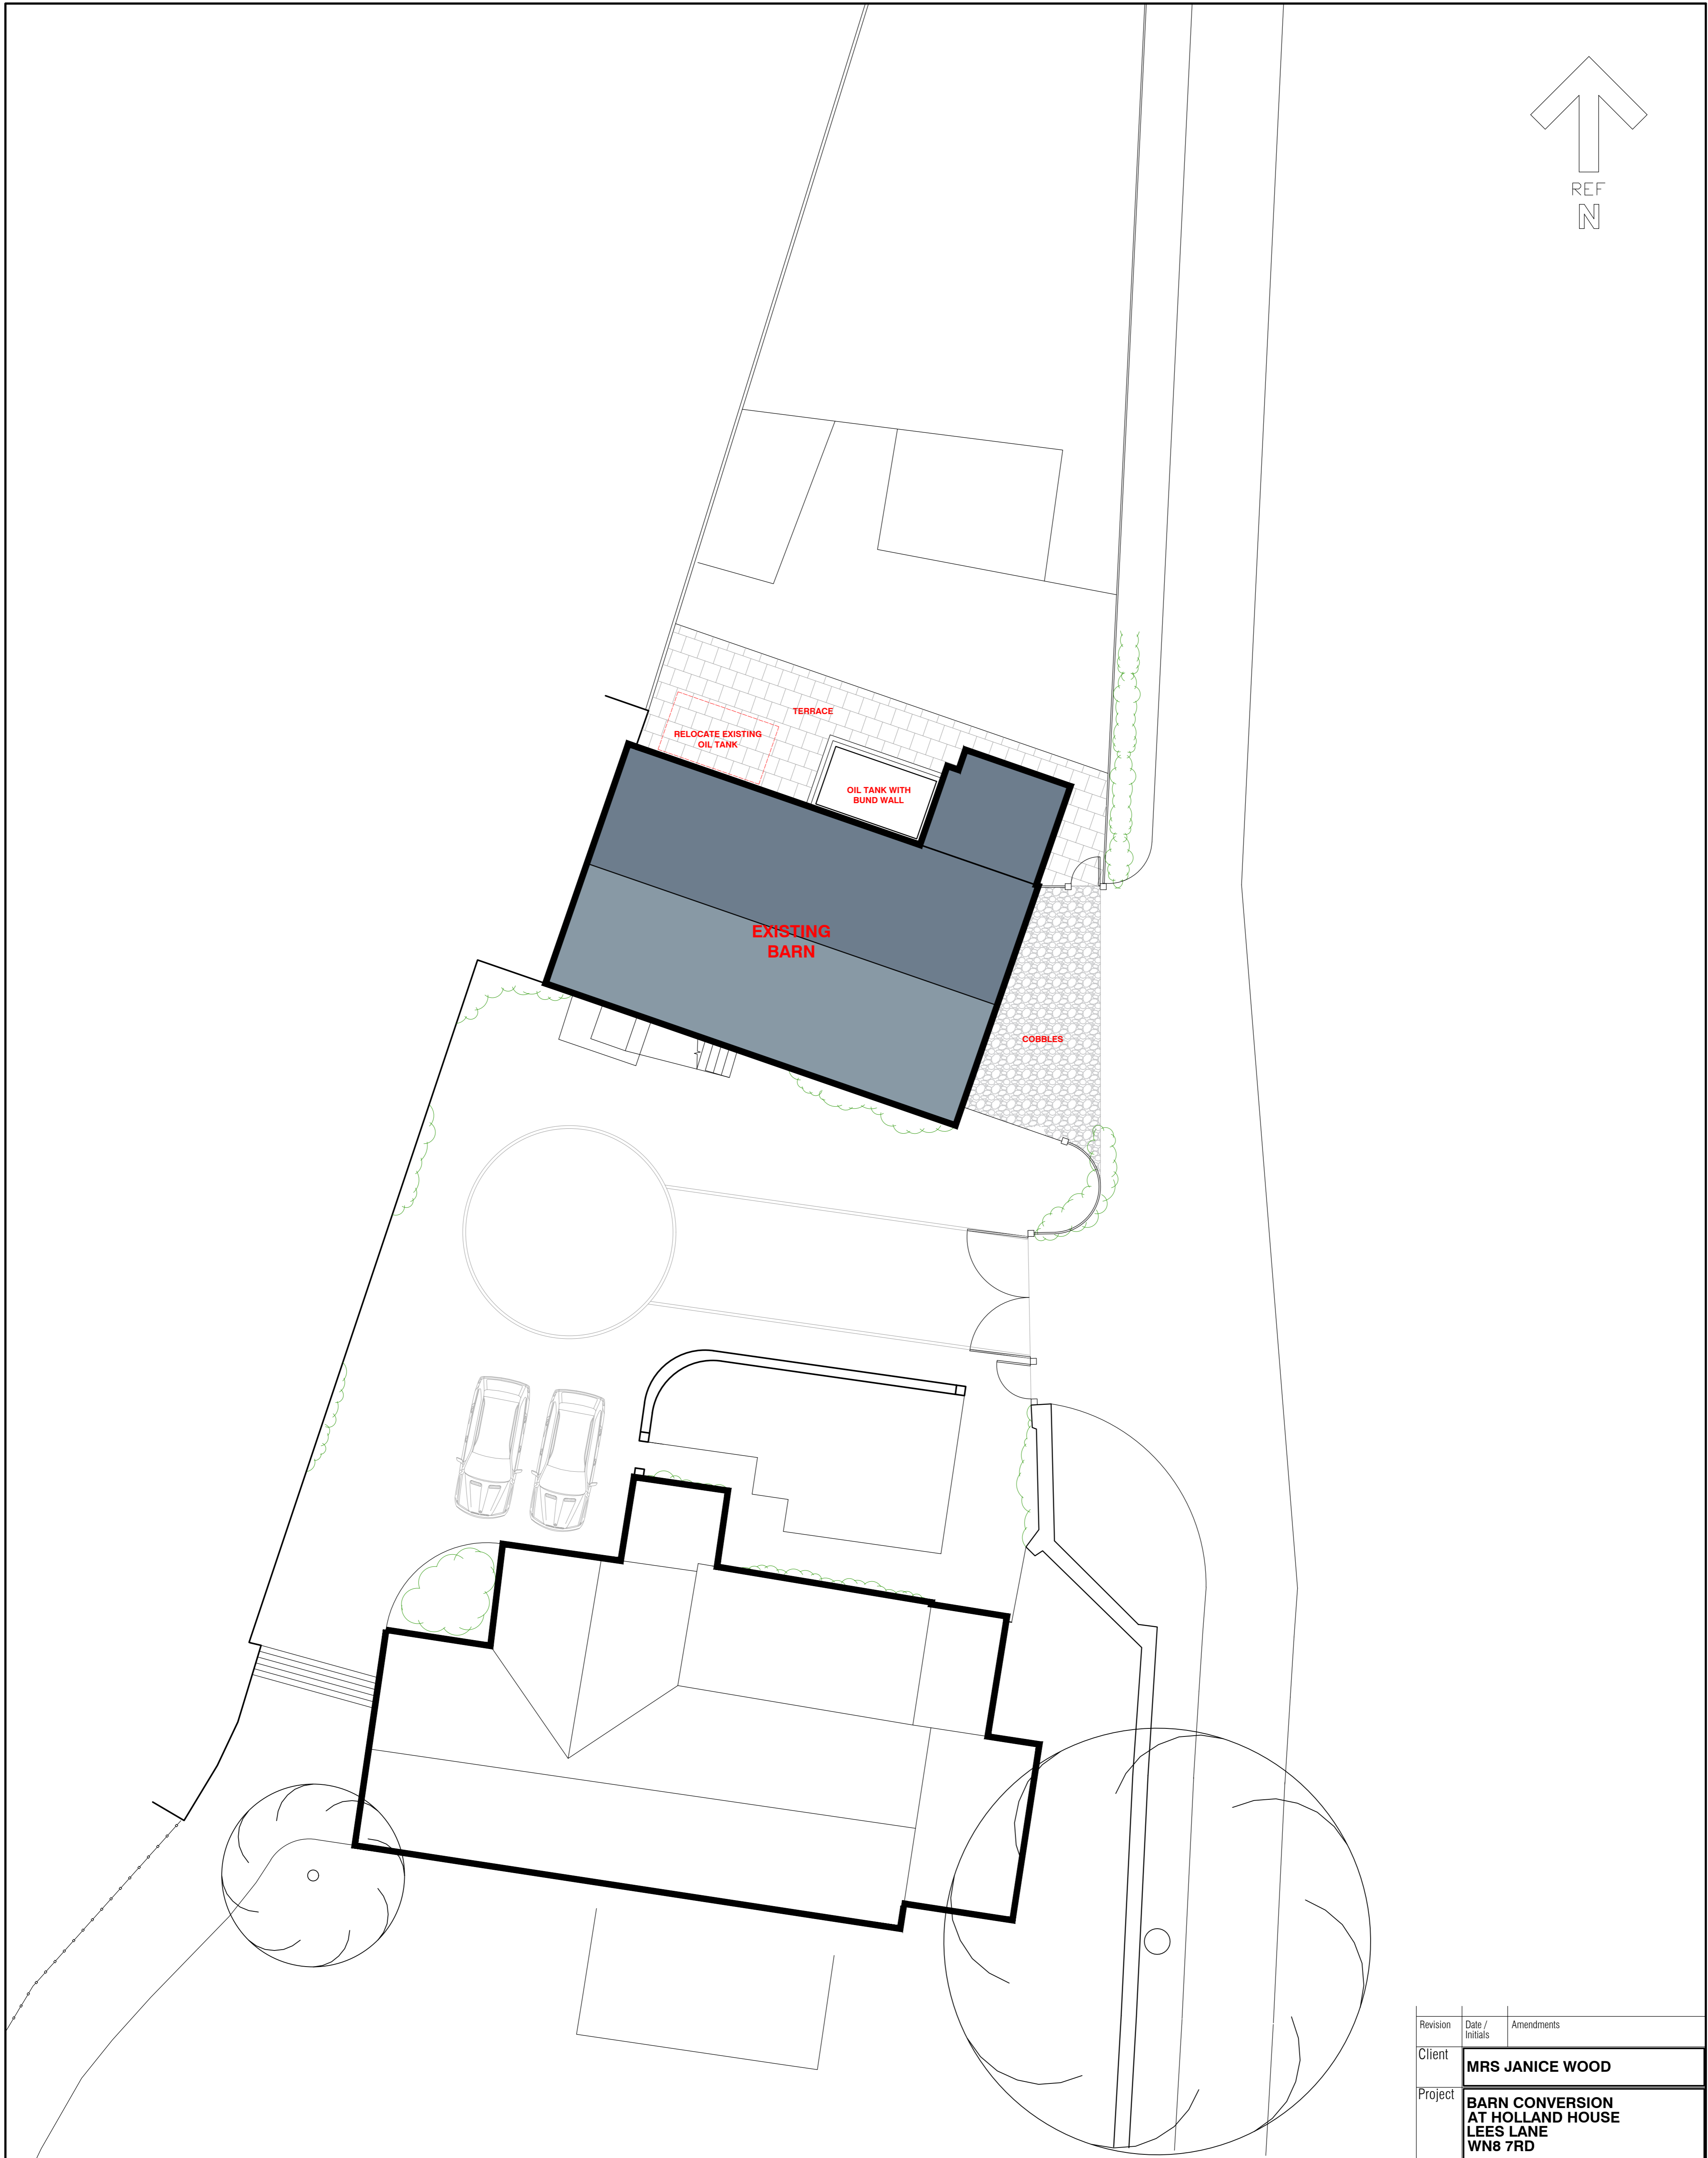 REF
N
TERRACE
RELOCATE EXISTING
OIL TANK
OIL TANK WITH
BUND WALL
EXISTING
BARN
COBBLES
Revision
Date /
Initials
Amendments
Client
MRS JANICE WOOD
Project
BARN CONVERSION
AT HOLLAND HOUSE
LEES LANE
WN8 7RD